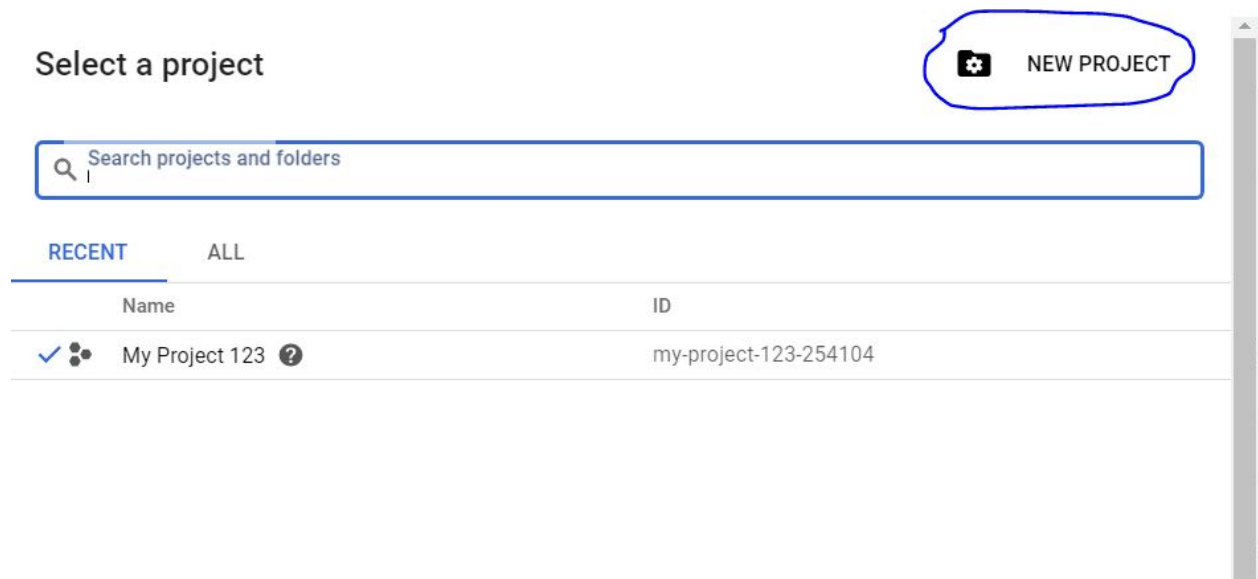 Select a project
NEW PROJECT
Search projects and folders
RECENT ALL
Name ID
My Project 123 my-project-123-254104